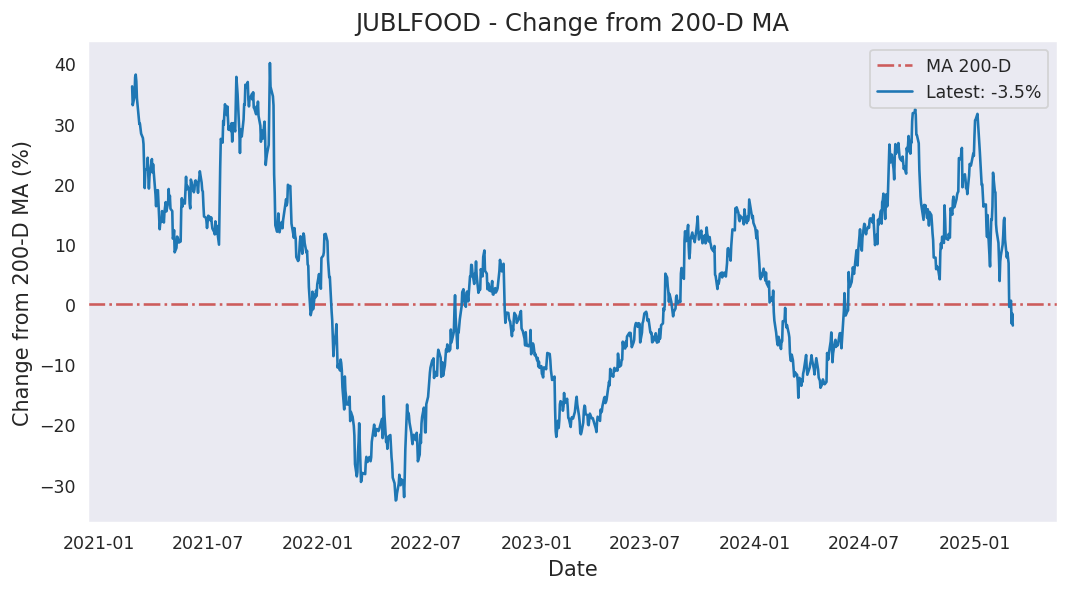 JUBLFOOD - Change from 200-D MA
MA 200-D
Latest: -3.5%
Change from 200-D MA (%)
40
30
20
10
0
−10
−20
−30
2021-01 2021-07 2022-01 2022-07 2023-01 2023-07 2024-01 2024-07 2025-01
Date